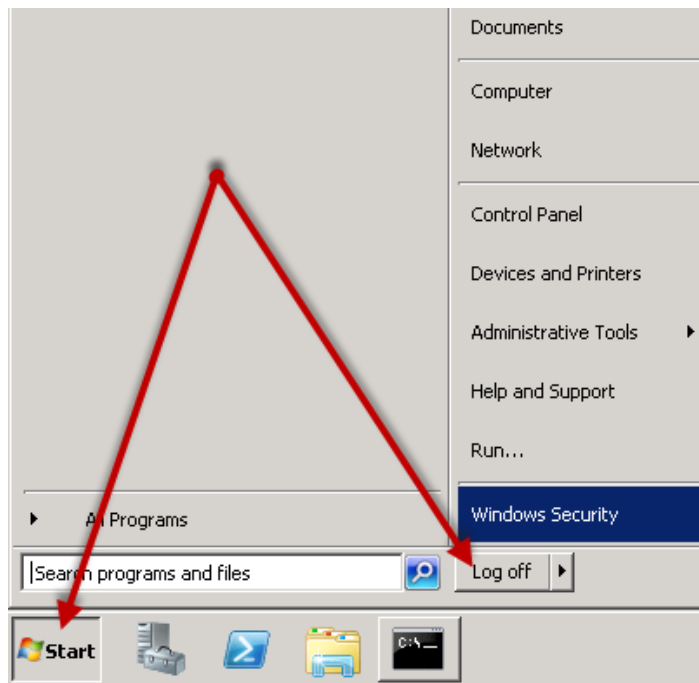 Documents
Computer
Network
Control Panel
Devices and Printers
Administrative Tools
Help and Support
Run...
Windows Security
All Programs
Search programs and files
Log off
Start
C:\_